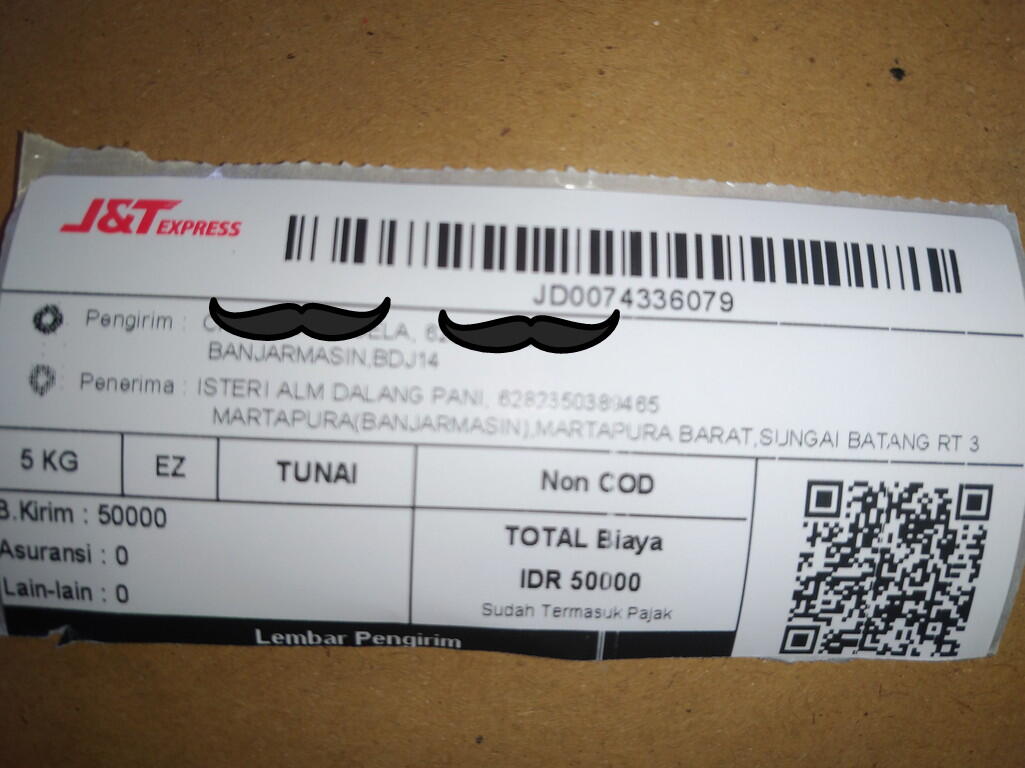 J&T EXPRESS
JD0074336079
Pengirim :
BANJARMASIN,BDJ14
Penerima : ISTERI ALM DALANG PANI, 6282350389465
MARTAPURA(BANJARMASIN),MARTAPURA BARAT,SUNGAI BATANG RT 3
5 KG EZ TUNAI Non COD
B.Kirim : 50000
Asuransi : 0
Lain-lain : 0
TOTAL Biaya
IDR 50000
Sudah Termasuk Pajak
Lembar Pengirim